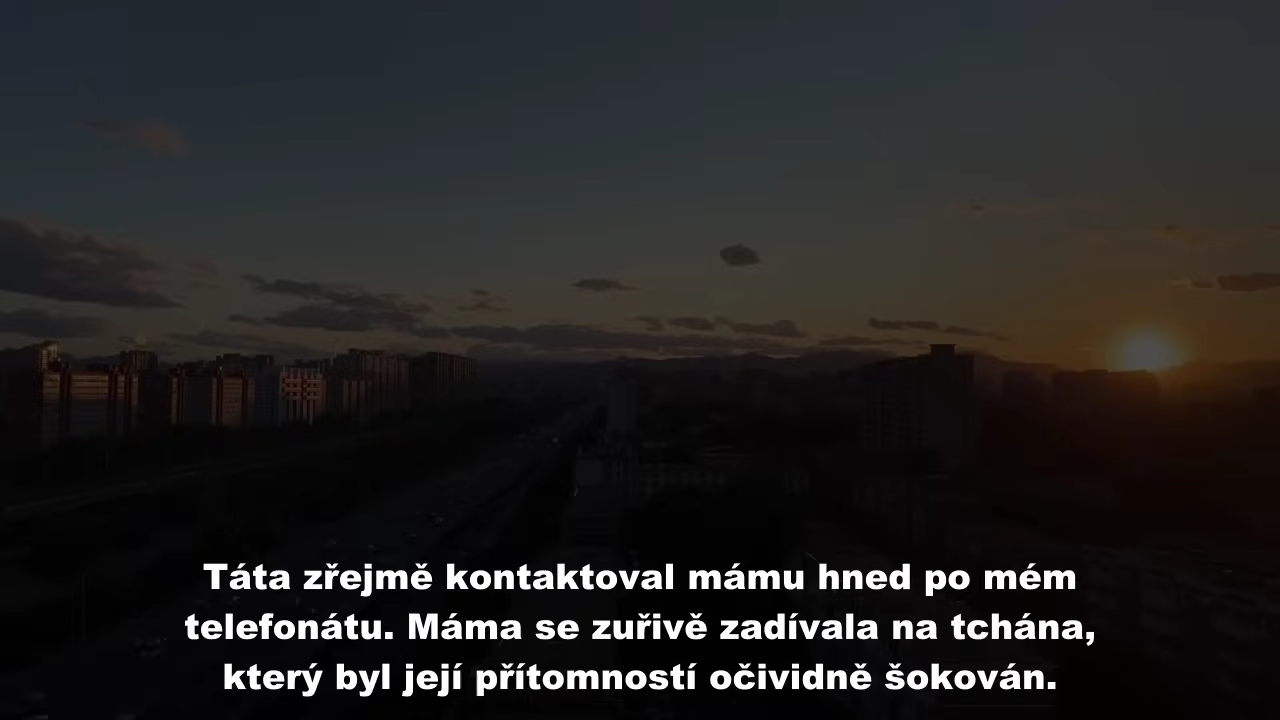 Táta zřejmě kontaktoval mámu hned po mém
telefonátu. Máma se zuřivě zadívala na tchána,
který byl její přítomností očividně šokován.